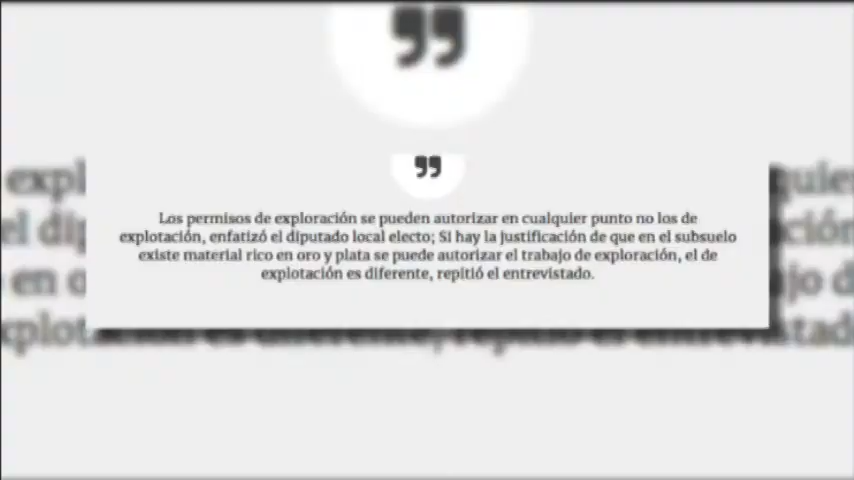 ”
Los permisos de exploración se pueden autorizar en cualquier punto no los de
explotación, enfatizó el diputado local electo; Si hay la justificación de que en el subsuelo
existe material rico en oro y plata se puede autorizar el trabajo de exploración, el de
explotación es diferente, repitió el entrevistado.